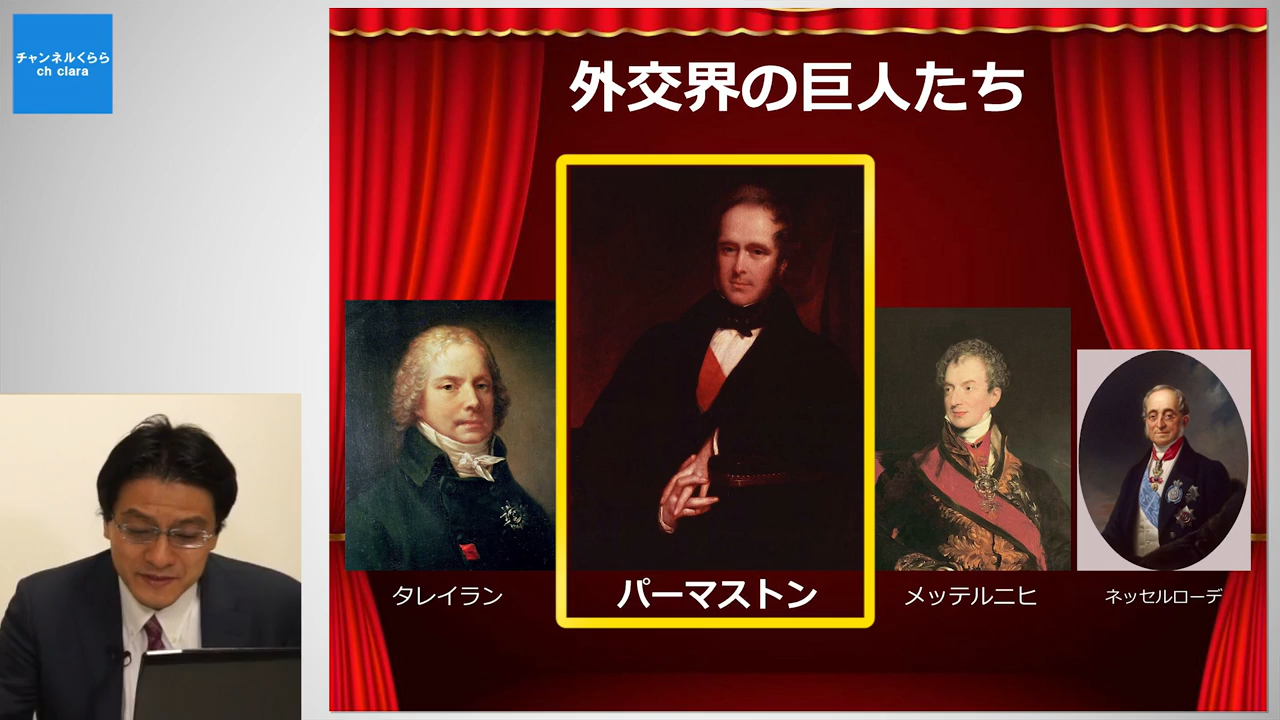 チャンネルくらら
ch clara
外交界の巨人たち
タレイラン
パーマストン
メッテルニヒ
ネッセルローデ